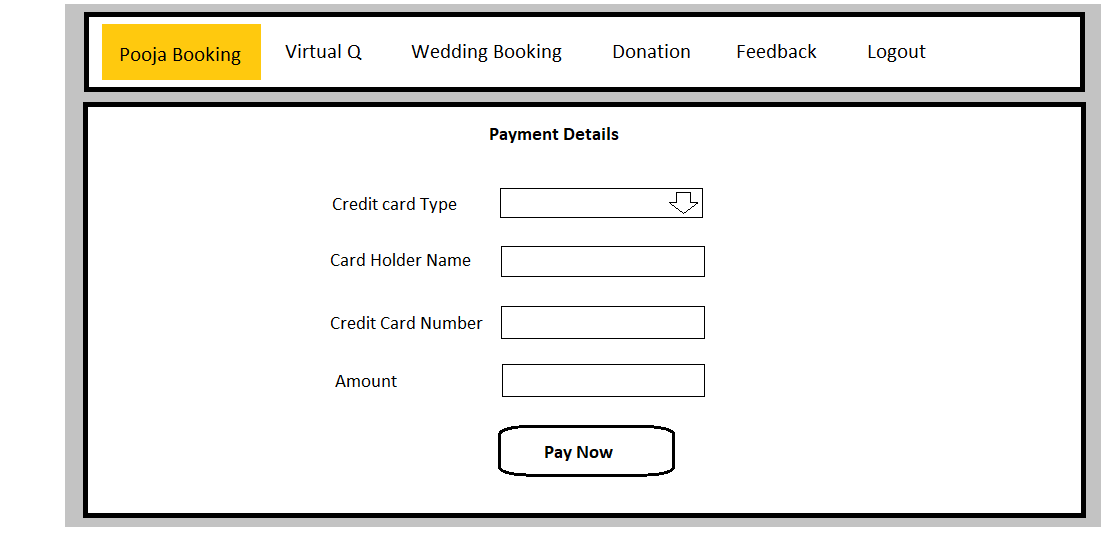 Pooja Booking Virtual Q Wedding Booking Donation Feedback Logout
Payment Details
Credit card Type
Card Holder Name
Credit Card Number
Amount
Pay Now